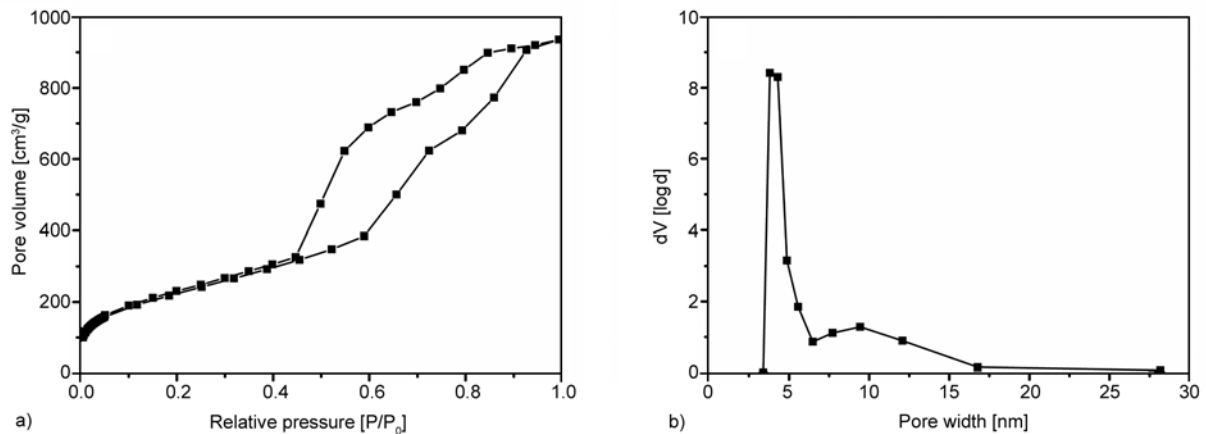 1000
800
600
400
200
0
Pore volume [cm³/g]
0.0 0.2 0.4 0.6 0.8 1.0
Relative pressure [P/P₀]
a)
10
8
6
4
2
0
dV [logd]
0 5 10 15 20 25 30
Pore width [nm]
b)